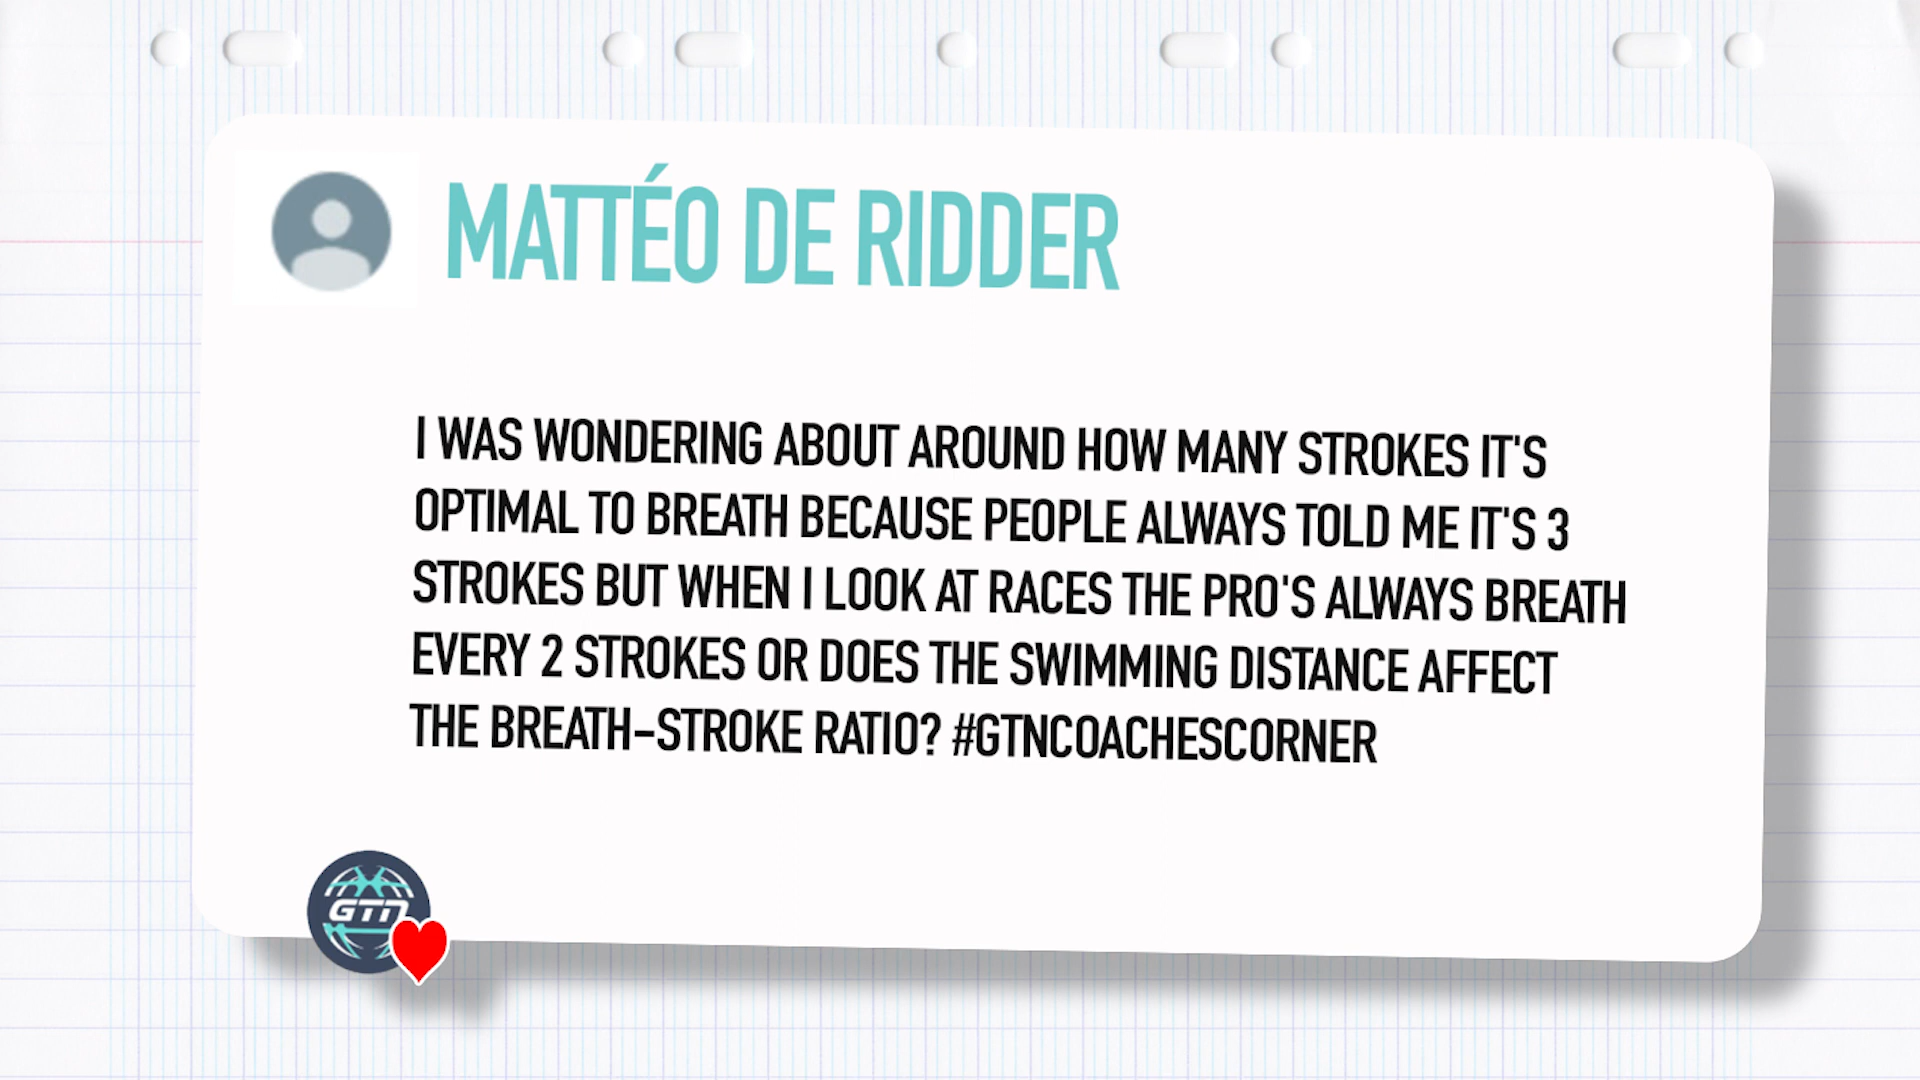 MATTÉO DE RIDDER
I WAS WONDERING ABOUT AROUND HOW MANY STROKES IT'S
OPTIMAL TO BREATH BECAUSE PEOPLE ALWAYS TOLD ME IT'S 3
STROKES BUT WHEN I LOOK AT RACES THE PRO'S ALWAYS BREATH
EVERY 2 STROKES OR DOES THE SWIMMING DISTANCE AFFECT
THE BREATH-STROKE RATIO? #GTNCOACHESCORNER
GTN